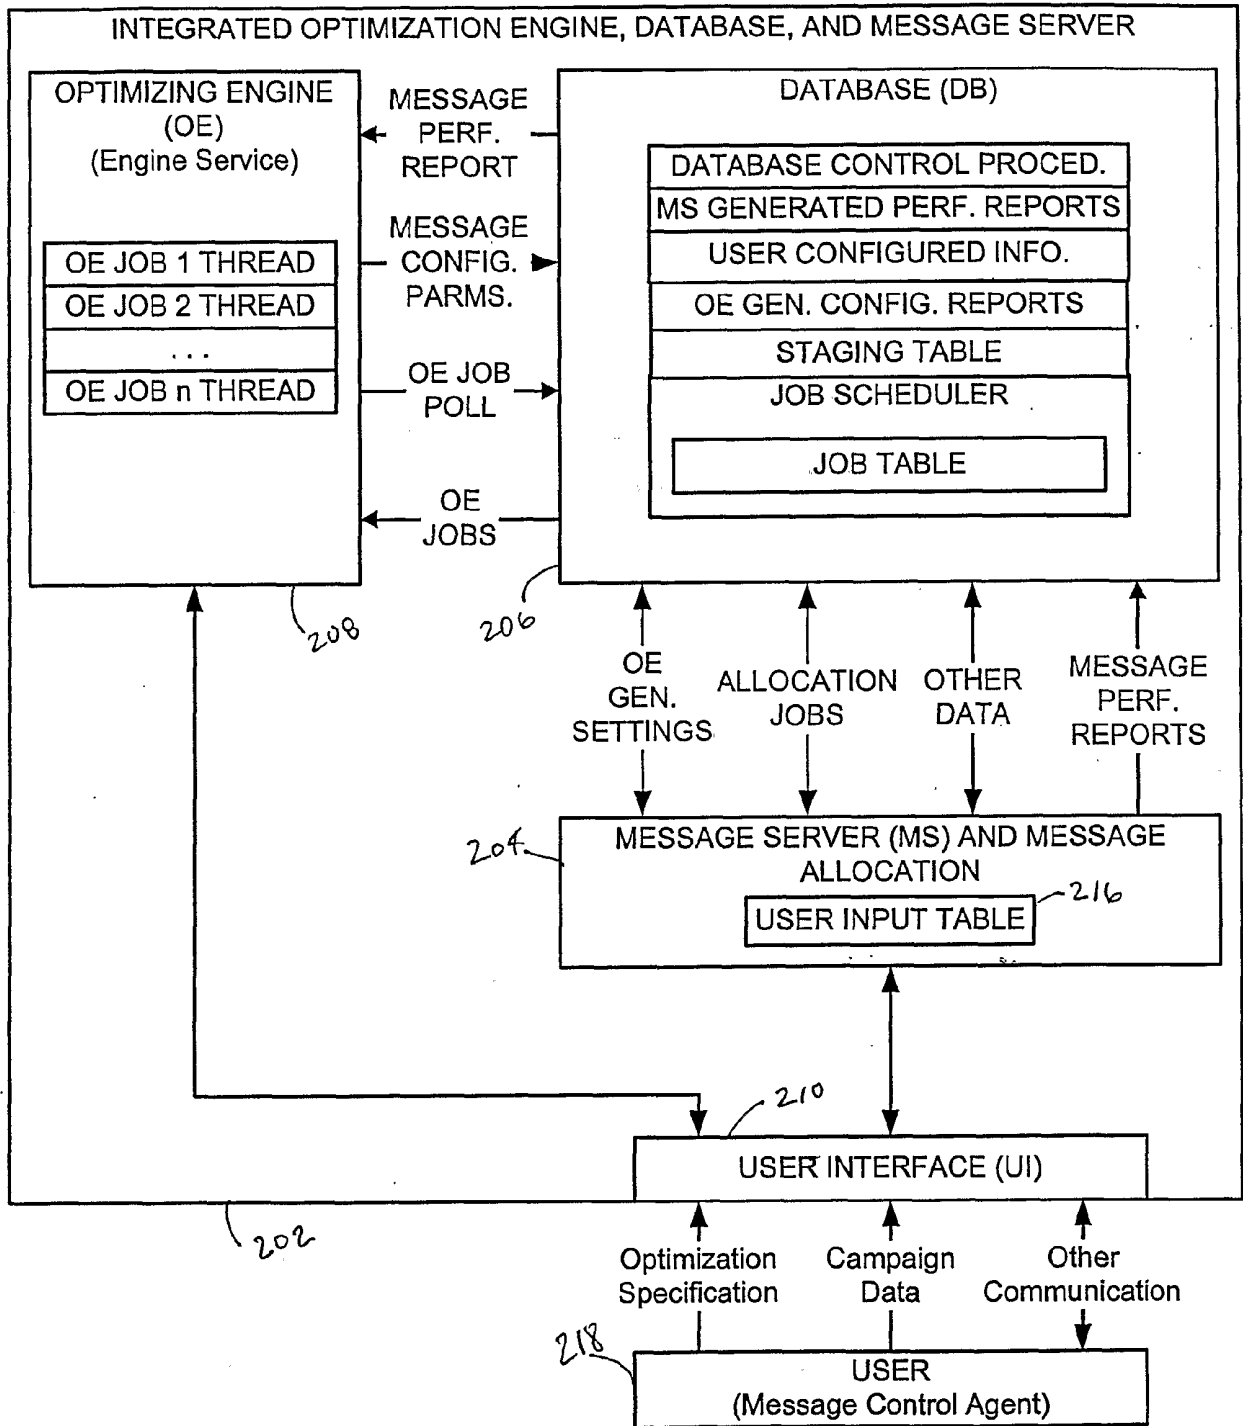 INTEGRATED OPTIMIZATION ENGINE, DATABASE, AND MESSAGE SERVER
OPTIMIZING ENGINE
(OE)
(Engine Service)
OE JOB 1 THREAD
OE JOB 2 THREAD
...
OE JOB n THREAD
208
MESSAGE
PERF.
REPORT
MESSAGE
CONFIG.
PARMS.
OE JOB
POLL
OE
JOBS
DATABASE (DB)
DATABASE CONTROL PROCED.
MS GENERATED PERF. REPORTS
USER CONFIGURED INFO.
OE GEN. CONFIG. REPORTS
STAGING TABLE
JOB SCHEDULER
JOB TABLE
206
OE
GEN.
SETTINGS
ALLOCATION
JOBS
OTHER
DATA
MESSAGE
PERF.
REPORTS
204
MESSAGE SERVER (MS) AND MESSAGE
ALLOCATION
USER INPUT TABLE
216
210
USER INTERFACE (UI)
202
Optimization
Specification
Campaign
Data
Other
Communication
218
USER
(Message Control Agent)